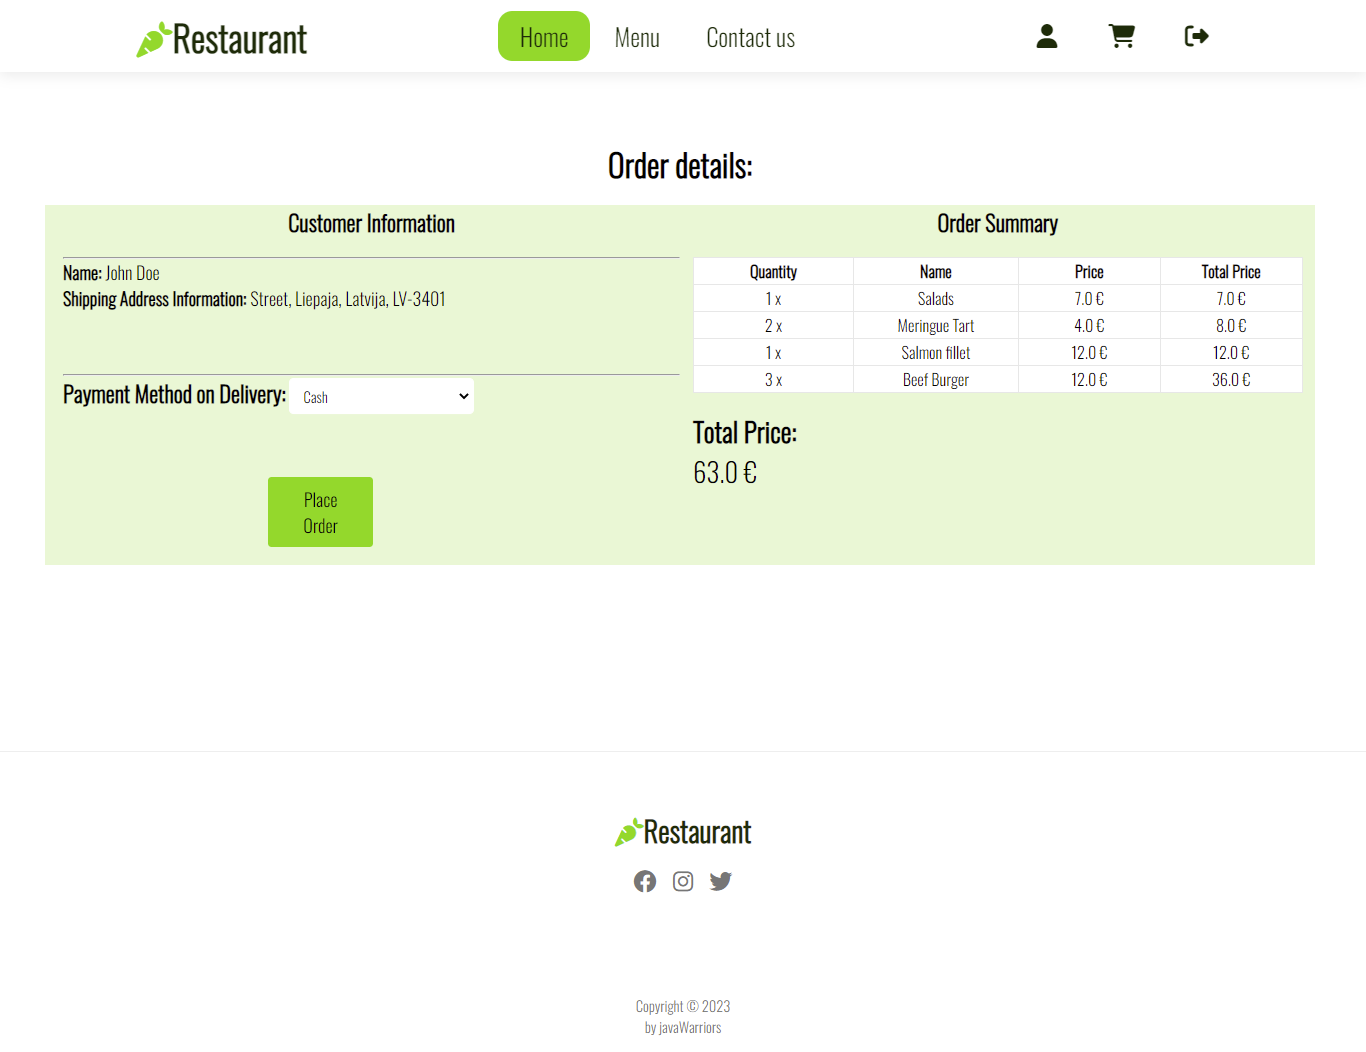 Restaurant
Home Menu Contact us
Order details:
Customer Information
Name: John Doe
Shipping Address Information: Street, Liepaja, Latvija, LV-3401
Payment Method on Delivery: Cash
Place
Order
Order Summary
Quantity Name Price Total Price
1 x Salads 7.0 € 7.0 €
2 x Meringue Tart 4.0 € 8.0 €
1 x Salmon fillet 12.0 € 12.0 €
3 x Beef Burger 12.0 € 36.0 €
Total Price:
63.0 €
Restaurant
Copyright © 2023
by javaWarriors